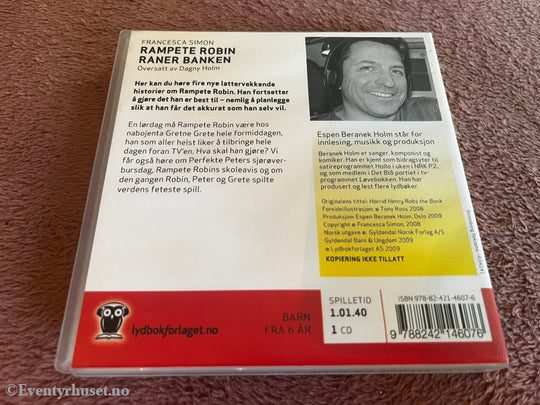 FRANCESCA SIMON
RAMPETE ROBIN
RANER BANKEN
Oversatt av Dagny Holm
Her kan du høre fire nye lattervekkende
historier om Rampete Robin. Han fortsetter
å gjøre det han er best til – nemlig å planlegge
slik at han får det akkurat som han selv vil.
En lørdag må Rampete Robin være hos
nabojenta Gretne Grete hele formiddagen,
han som aller helst liker å tilbringe hele
dagen foran TV'en. Hva skal han gjøre? Vi
får også høre om Perfekte Peters sjørøver-
bursdag, Rampete Robins skoleavis og om
den gangen Robin, Peter og Grete spilte
verdens feteste spill.
Espen Beranek Holm står for
innlesing, musikk og produksjon
Beranek Holm er sanger, komponist og
komiker. Han er kjent som bidragsyter til
satireprogrammet Hallo i uken i NRK P2,
og som medlem i Det Blå partiet i tv-
programmet Løvebakken. Han har
produsert og lest flere lydbøker.
Originalens tittel: Horrid Henry Robs the Bank
Forsideillustrasjon: © Tony Ross 2008
Produksjon: Espen Beranek Holm, Oslo 2009
Copyright © Francesca Simon, 2008
Norsk utgave © Gyldendal Norsk Forlag A/S
Gyldendal Barn & Ungdom 2009
℗ Lydbokforlaget AS 2009
KOPIERING IKKE TILLATT
lydbokforlaget.no
BARN
FRA 6 ÅR
SPILLETID
1.01.40
1 CD
ISBN 978-82-421-4607-6
9 788242 146076
© Eventyrhuset.no